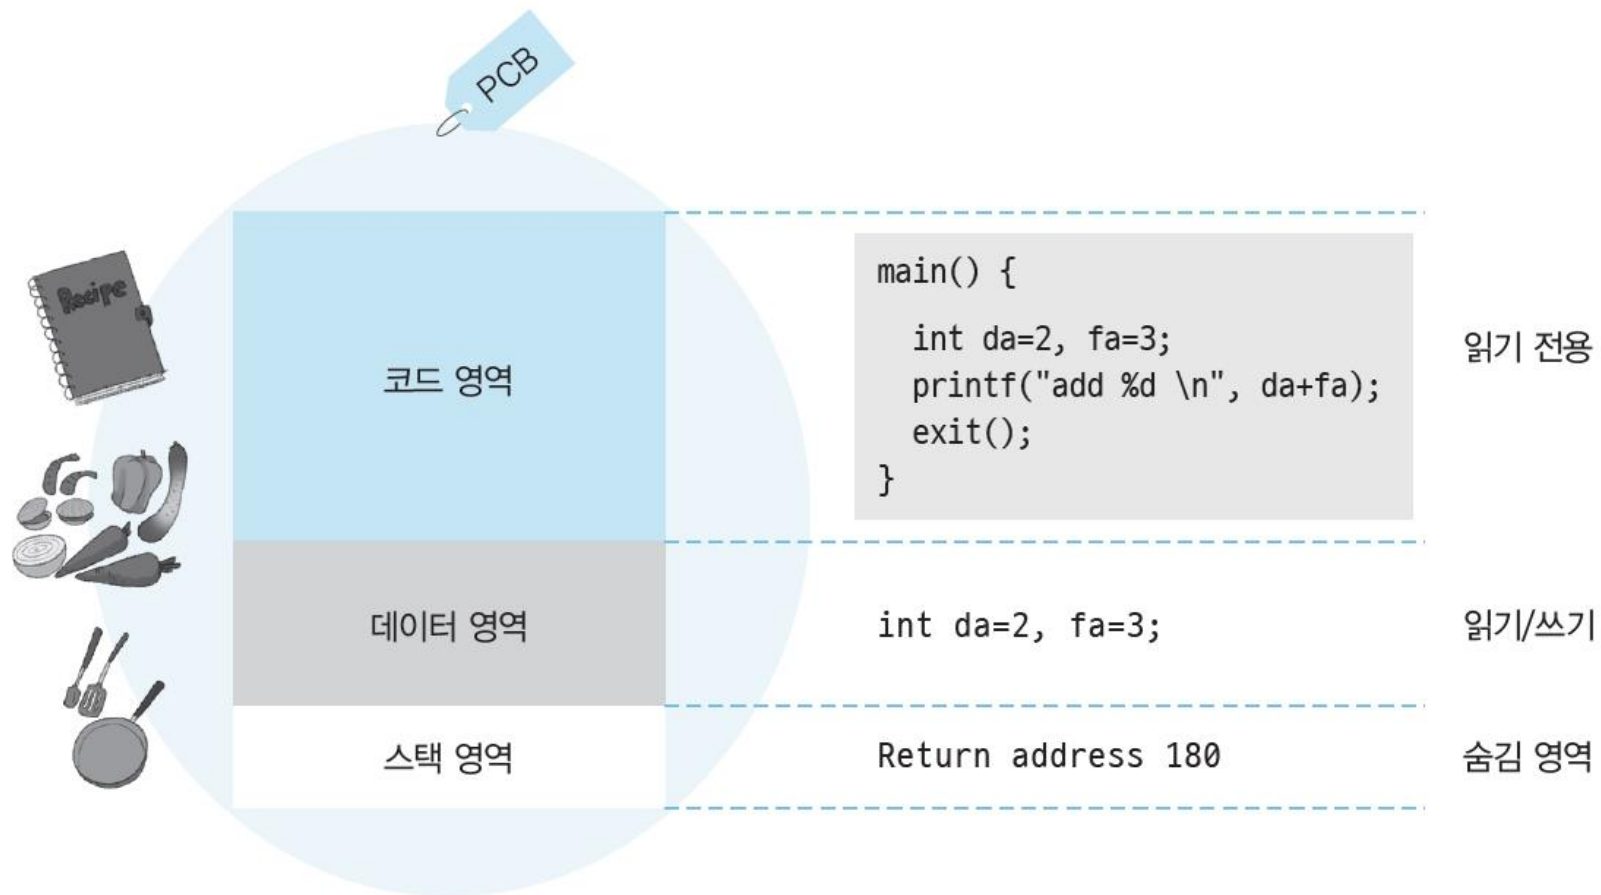 PCB
Recipe
코드 영역
main() {
int da=2, fa=3;
printf("add %d \n", da+fa);
exit();
}
읽기 전용
데이터 영역
int da=2, fa=3;
읽기/쓰기
스택 영역
Return address 180
숨김 영역